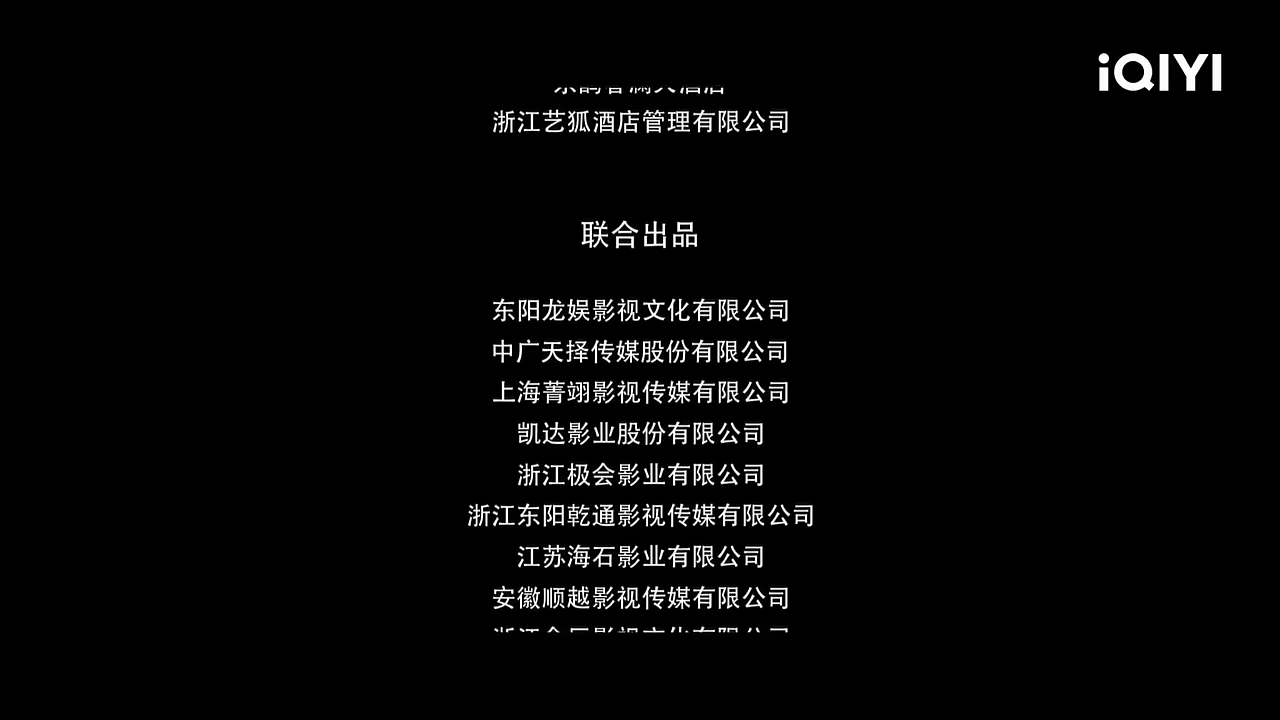 iQIYI
浙江艺狐酒店管理有限公司
联合出品
东阳龙娱影视文化有限公司
中广天择传媒股份有限公司
上海菁翊影视传媒有限公司
凯达影业股份有限公司
浙江极会影业有限公司
浙江东阳乾通影视传媒有限公司
江苏海石影业有限公司
安徽顺越影视传媒有限公司